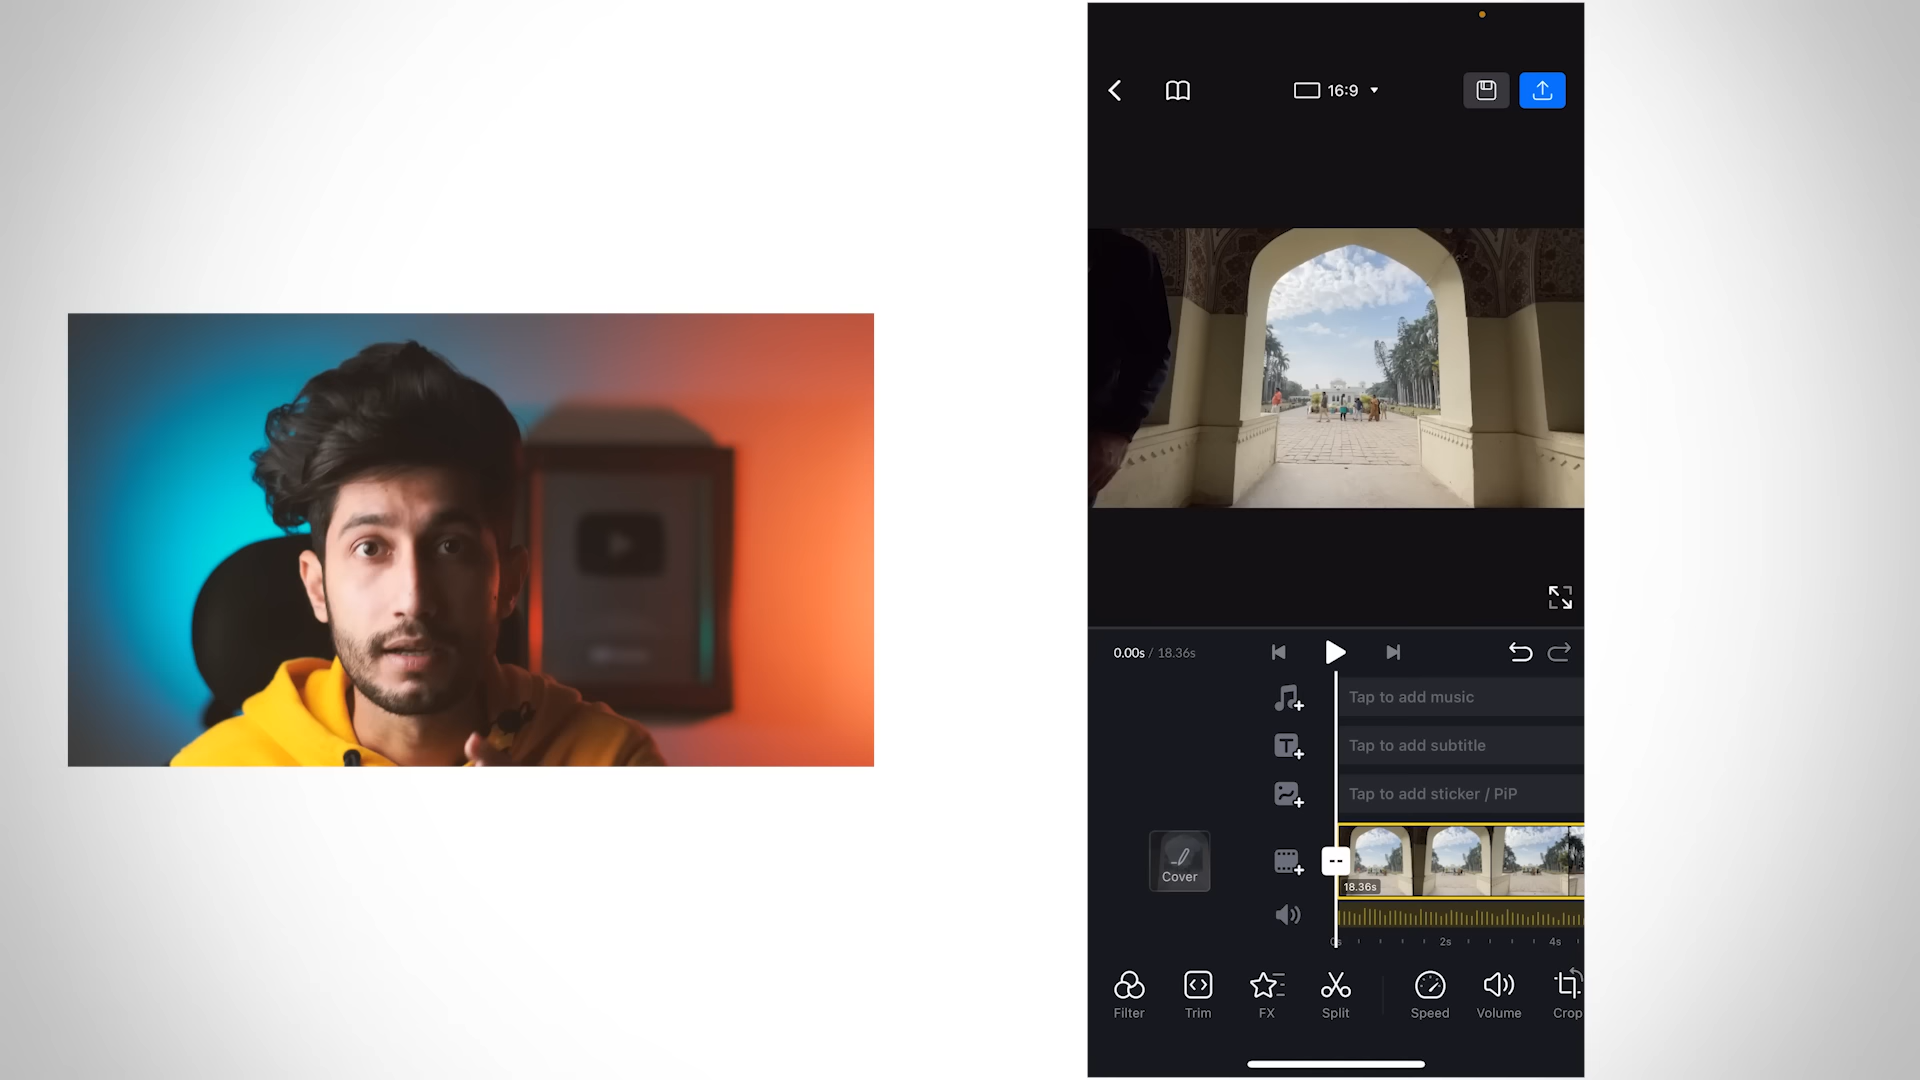 16:9
0.00s / 18.36s
Tap to add music
Tap to add subtitle
Tap to add sticker / PiP
Cover
18.36s
0s 2s 4s
Filter Trim FX Split Speed Volume Crop